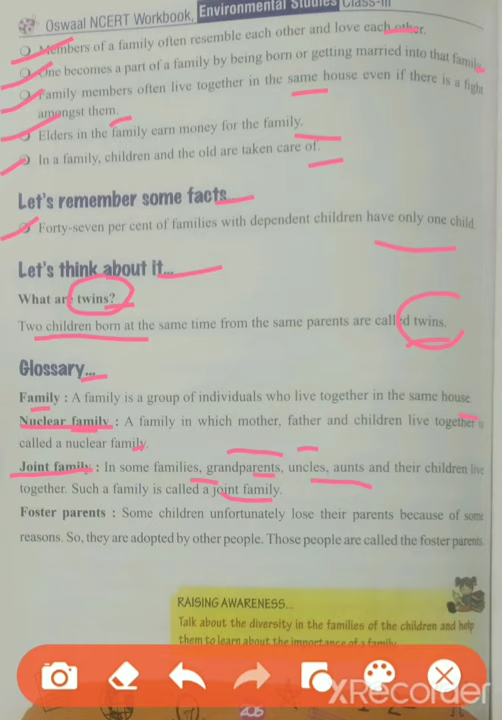 Oswaal NCERT Workbook, Environmental Studies Class-III
Members of a family often resemble each other and love each other.
One becomes a part of a family by being born or getting married into that family.
Family members often live together in the same house even if there is a fight
amongst them.
Elders in the family earn money for the family.
In a family, children and the old are taken care of.
Let's remember some facts...
Forty-seven per cent of families with dependent children have only one child.
Let's think about it...
What are twins?
Two children born at the same time from the same parents are called twins.
Glossary...
Family : A family is a group of individuals who live together in the same house.
Nuclear family : A family in which mother, father and children live together is
called a nuclear family.
Joint family : In some families, grandparents, uncles, aunts and their children live
together. Such a family is called a joint family.
Foster parents : Some children unfortunately lose their parents because of some
reasons. So, they are adopted by other people. Those people are called the foster parents.
RAISING AWARENESS...
Talk about the diversity in the families of the children and help
them to learn about the importance of a family.
XRecorder